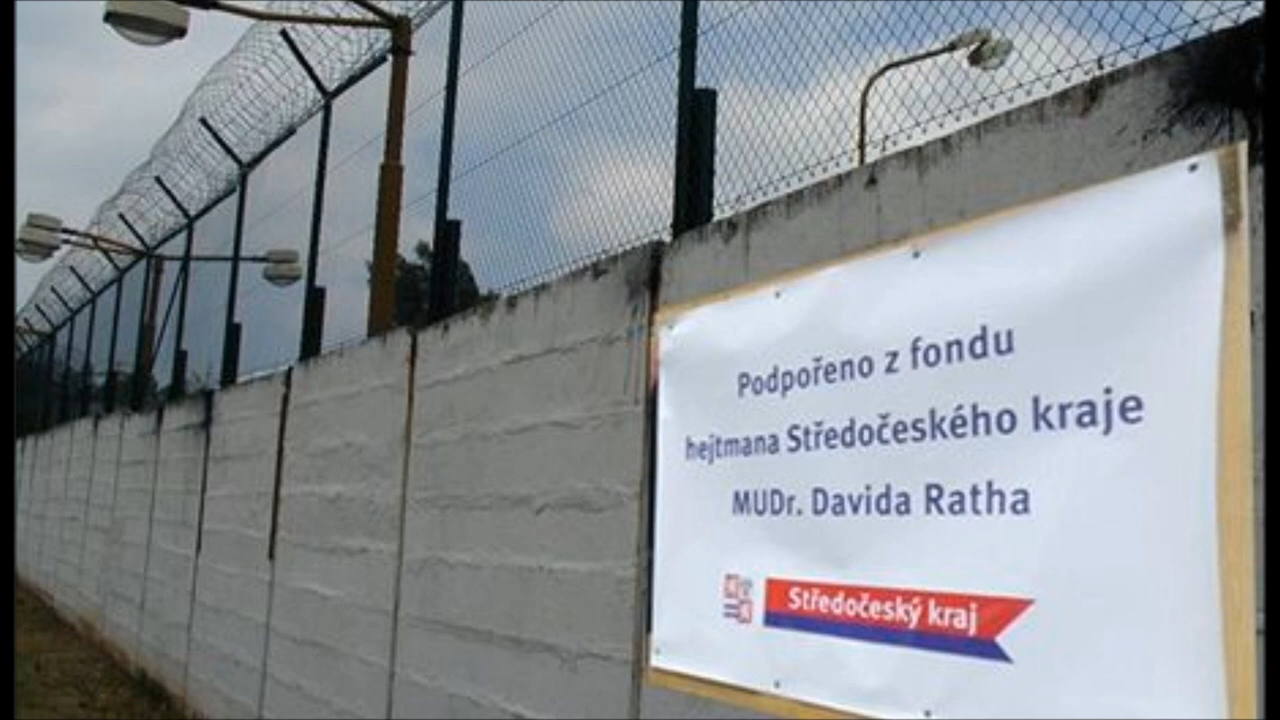 Podpořeno z fondu
hejtmana Středočeského kraje
MUDr. Davida Ratha
Středočeský kraj